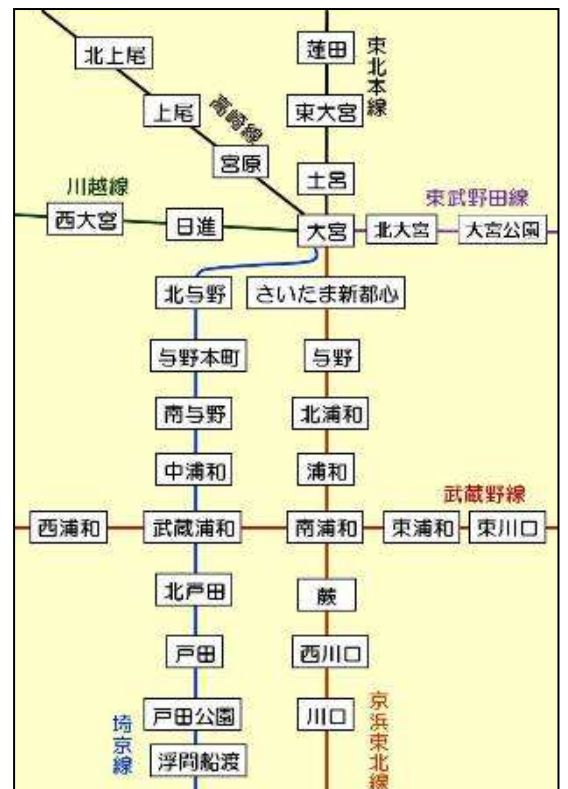 北上尾
蓮田
東北本線
上尾
高崎線
東大宮
宮原
土呂
川越線
東武野田線
西大宮
日進
大宮
北大宮
大宮公園
北与野
さいたま新都心
与野本町
与野
南与野
北浦和
中浦和
浦和
武蔵野線
西浦和
武蔵浦和
南浦和
東浦和
東川口
北戸田
蕨
戸田
西川口
戸田公園
川口
埼京線
京浜東北線
浮間船渡